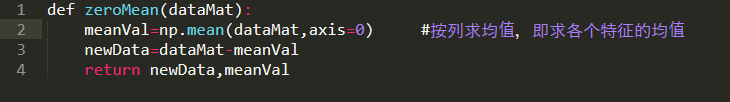 1 def zeroMean(dataMat):
2     meanVal=np.mean(dataMat,axis=0)     #按列求均值，即求各个特征的均值
3     newData=dataMat-meanVal
4     return newData,meanVal